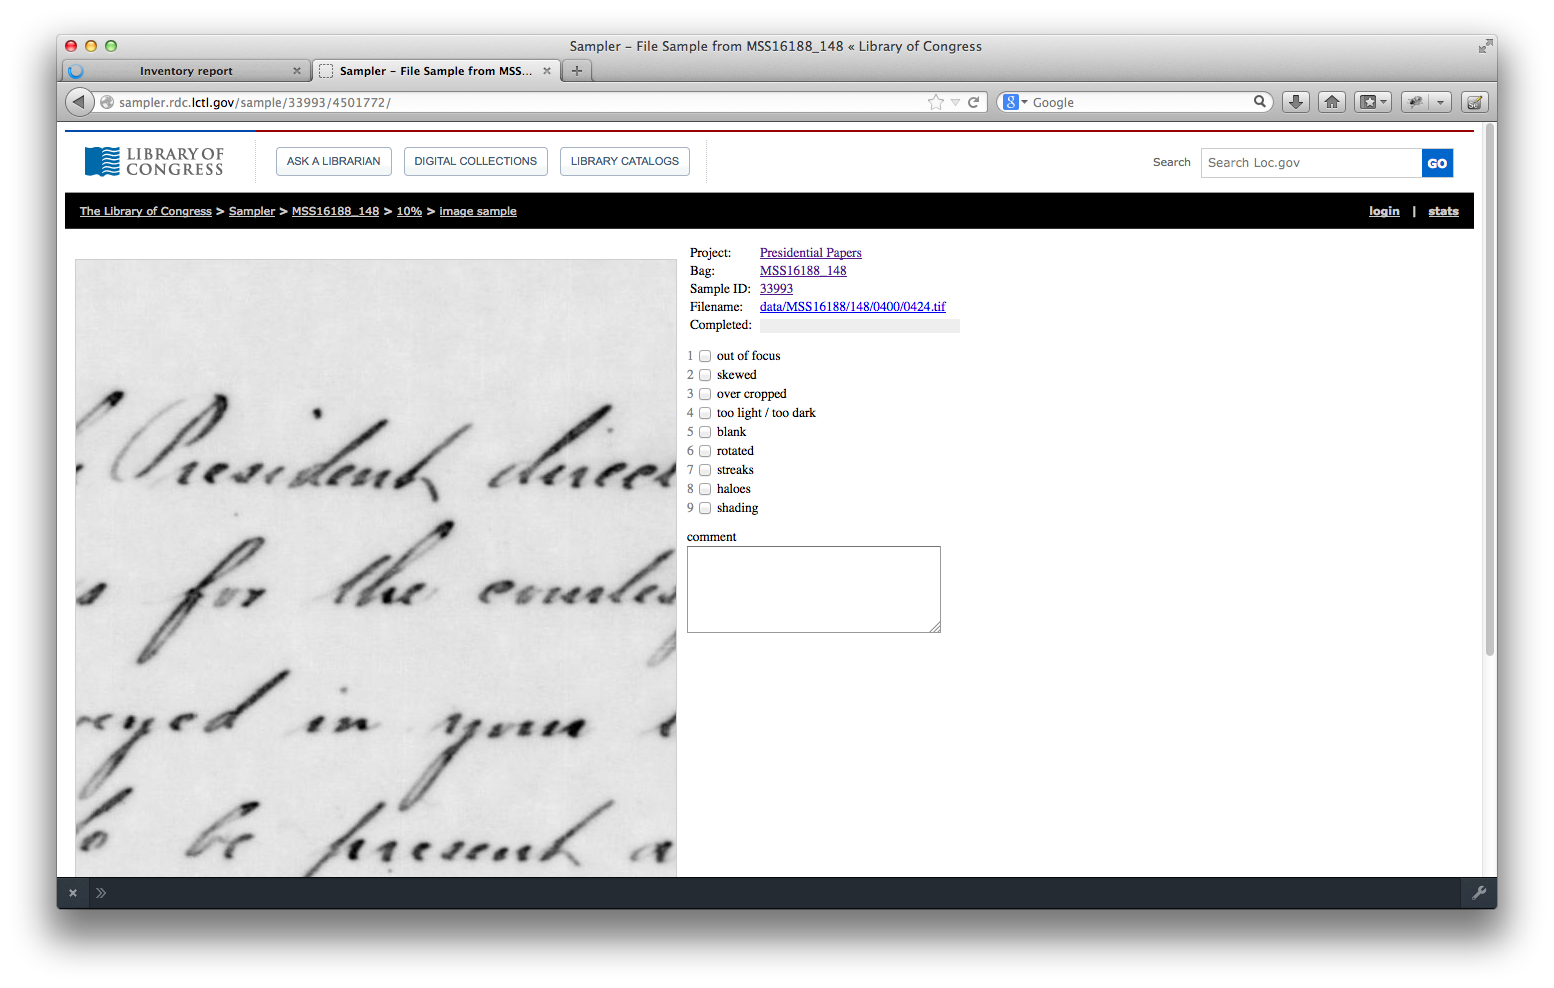 Sampler – File Sample from MSS16188_148 « Library of Congress
Inventory report
Sampler – File Sample from MSS...
sampler.rdc.lctl.gov/sample/33993/4501772/
Google
LIBRARY OF CONGRESS
ASK A LIBRARIAN
DIGITAL COLLECTIONS
LIBRARY CATALOGS
Search
Search Loc.gov
GO
The Library of Congress > Sampler > MSS16188_148 > 10% > image sample
login | stats
President direct
s for the countes
eyed in your
to be present a
Project: Presidential Papers
Bag: MSS16188_148
Sample ID: 33993
Filename: data/MSS16188/148/0400/0424.tif
Completed:
1 out of focus
2 skewed
3 over cropped
4 too light / too dark
5 blank
6 rotated
7 streaks
8 haloes
9 shading
comment